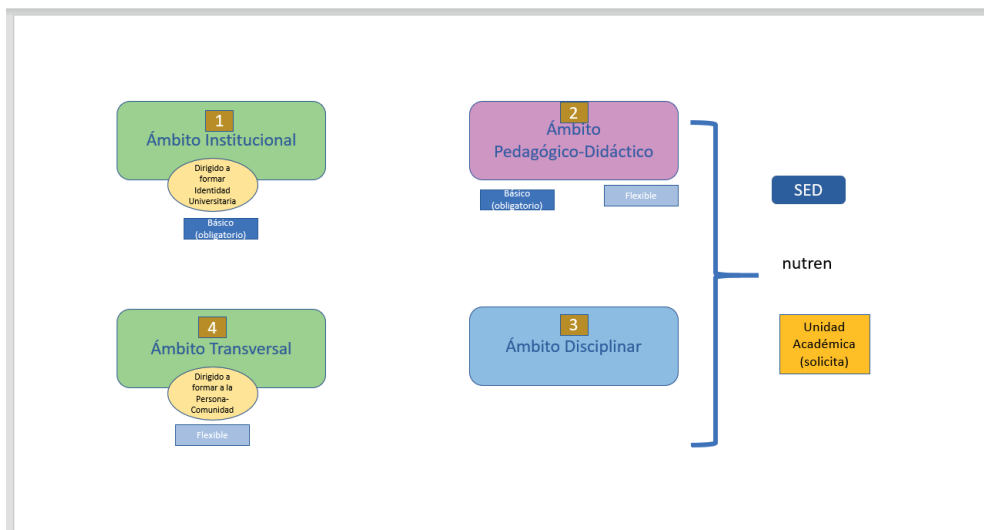 1
Ámbito Institucional
Dirigido a
formar
Identidad
Universitaria
Básico
(obligatorio)
2
Ámbito
Pedagógico-Didáctico
Básico
(obligatorio)
Flexible
4
Ámbito Transversal
Dirigido a
formar a la
Persona-
Comunidad
Flexible
3
Ámbito Disciplinar
SED
nutren
Unidad
Académica
(solicita)